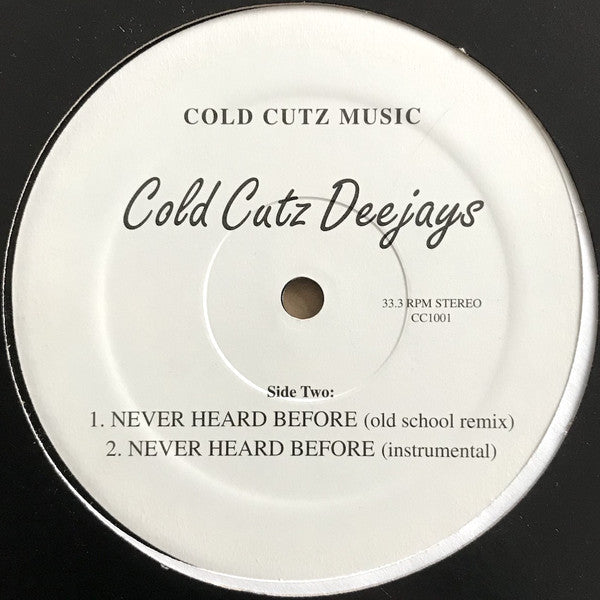 COLD CUTZ MUSIC
Cold Cutz Deejays
33.3 RPM STEREO
CC1001
Side Two:
1. NEVER HEARD BEFORE (old school remix)
2. NEVER HEARD BEFORE (instrumental)